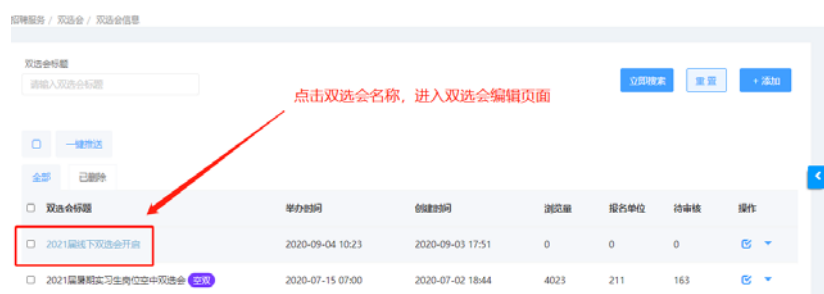 招聘服务 / 双选会 / 双选会信息
双选会标题
请输入双选会标题
立即搜索 重置 + 添加
点击双选会名称，进入双选会编辑页面
一键推送
全部 已删除
双选会标题 举办时间 创建时间 浏览量 报名单位 待审核 操作
2021届线下双选会开启 2020-09-04 10:23 2020-09-03 17:51 0 0 0
2021届暑期实习生岗位空中双选会 空双 2020-07-15 07:00 2020-07-02 18:44 4023 211 163